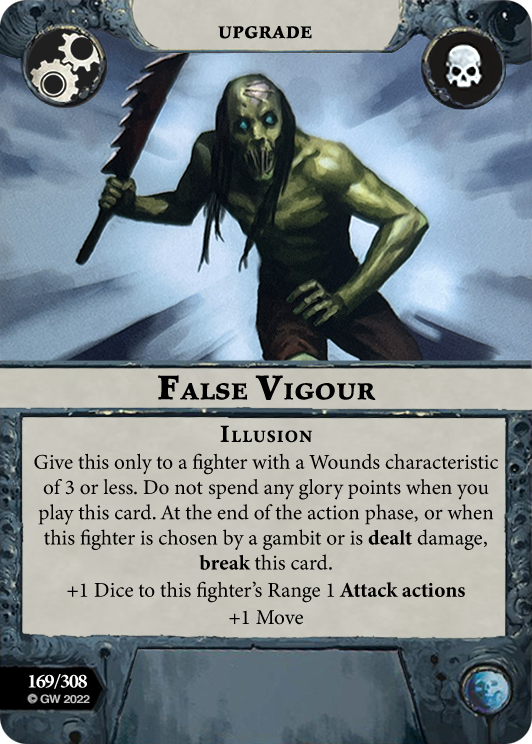 UPGRADE
FALSE VIGOUR
ILLUSION
Give this only to a fighter with a Wounds characteristic
of 3 or less. Do not spend any glory points when you
play this card. At the end of the action phase, or when
this fighter is chosen by a gambit or is dealt damage,
break this card.
+1 Dice to this fighter's Range 1 Attack actions
+1 Move
169/308
© GW 2022